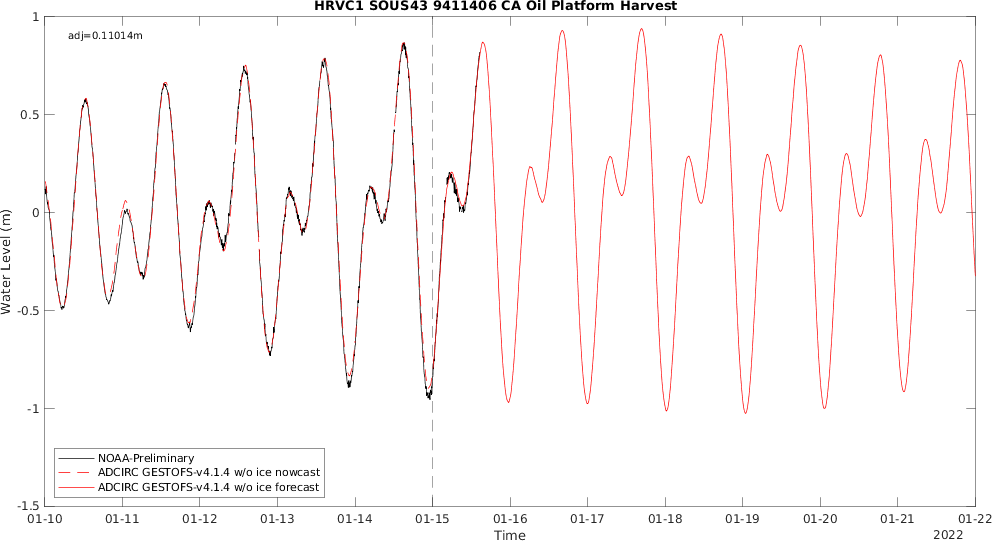 HRVC1 SOUS43 9411406 CA Oil Platform Harvest
adj=0.11014m
Water Level (m)
1
0.5
0
-0.5
-1
-1.5
NOAA-Preliminary
ADCIRC GESTOFS-v4.1.4 w/o ice nowcast
ADCIRC GESTOFS-v4.1.4 w/o ice forecast
01-10 01-11 01-12 01-13 01-14 01-15 01-16 01-17 01-18 01-19 01-20 01-21 01-22
Time
2022